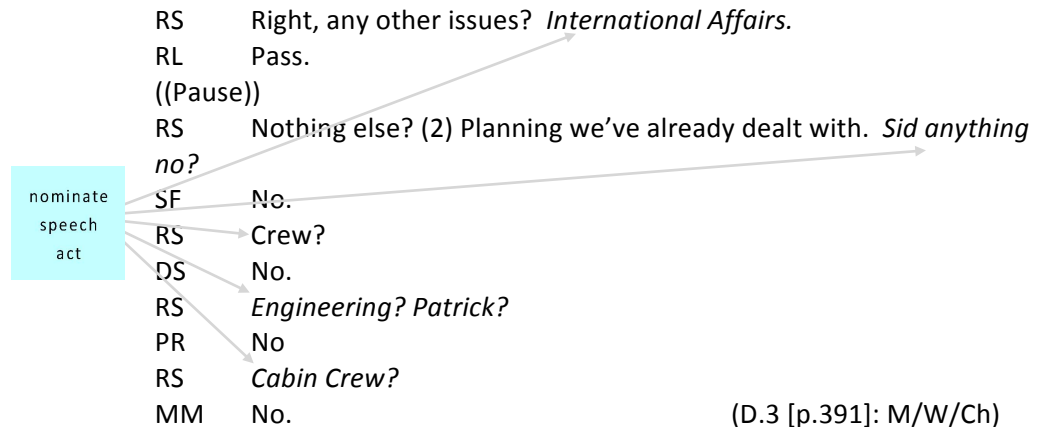 RS Right, any other issues? International Affairs.
RL Pass.
((Pause))
RS Nothing else? (2) Planning we've already dealt with. Sid anything
no?
SF No.
RS Crew?
DS No.
RS Engineering? Patrick?
PR No
RS Cabin Crew?
MM No. (D.3 [p.391]: M/W/Ch)
nominate
speech
act